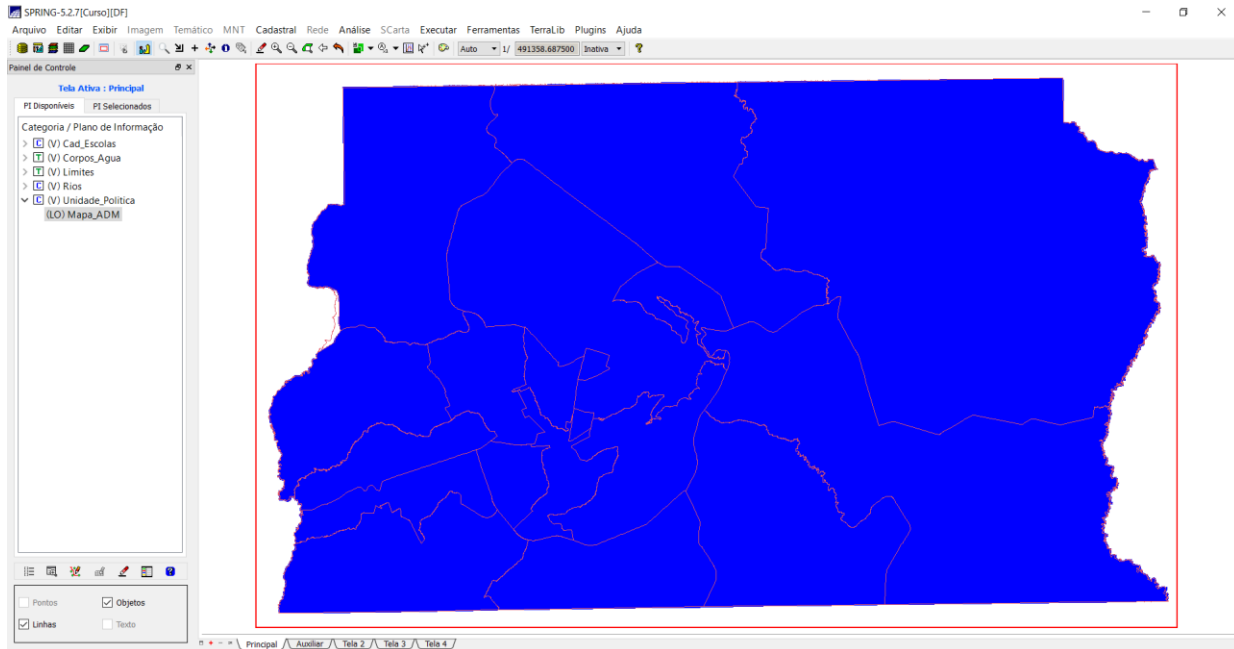 SPRING-5.2.7[Curso][DF]
Arquivo Editar Exibir Imagem Temático MNT Cadastral Rede Análise SCarta Executar Ferramentas TerraLib Plugins Ajuda
Auto 1/ 491358.687500 Inativa
Painel de Controle
Tela Ativa : Principal
PI Disponíveis PI Selecionados
Categoria / Plano de Informação
(V) Cad_Escolas
(V) Corpos_Agua
(V) Limites
(V) Rios
(V) Unidade_Politica
(LO) Mapa_ADM
Pontos Objetos
Linhas Texto
Principal Auxiliar Tela 2 Tela 3 Tela 4